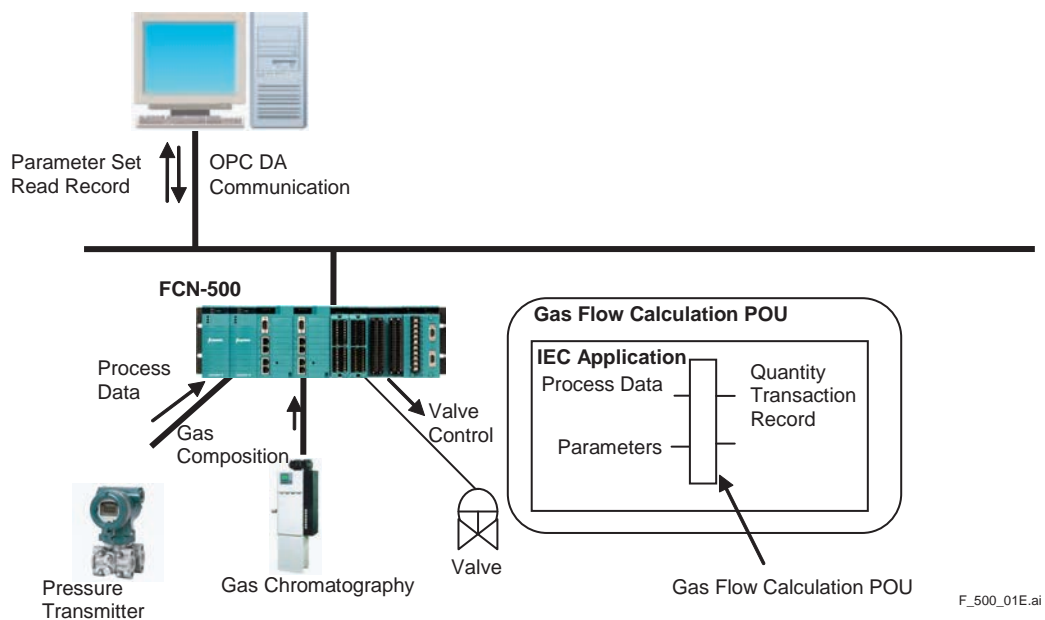 Parameter Set
Read Record
OPC DA
Communication
FCN-500
Process
Data
Gas
Composition
Valve
Control
Pressure
Transmitter
Gas Chromatography
Valve
Gas Flow Calculation POU
IEC Application
Process Data
Parameters
Quantity
Transaction
Record
Gas Flow Calculation POU
F_500_01E.ai